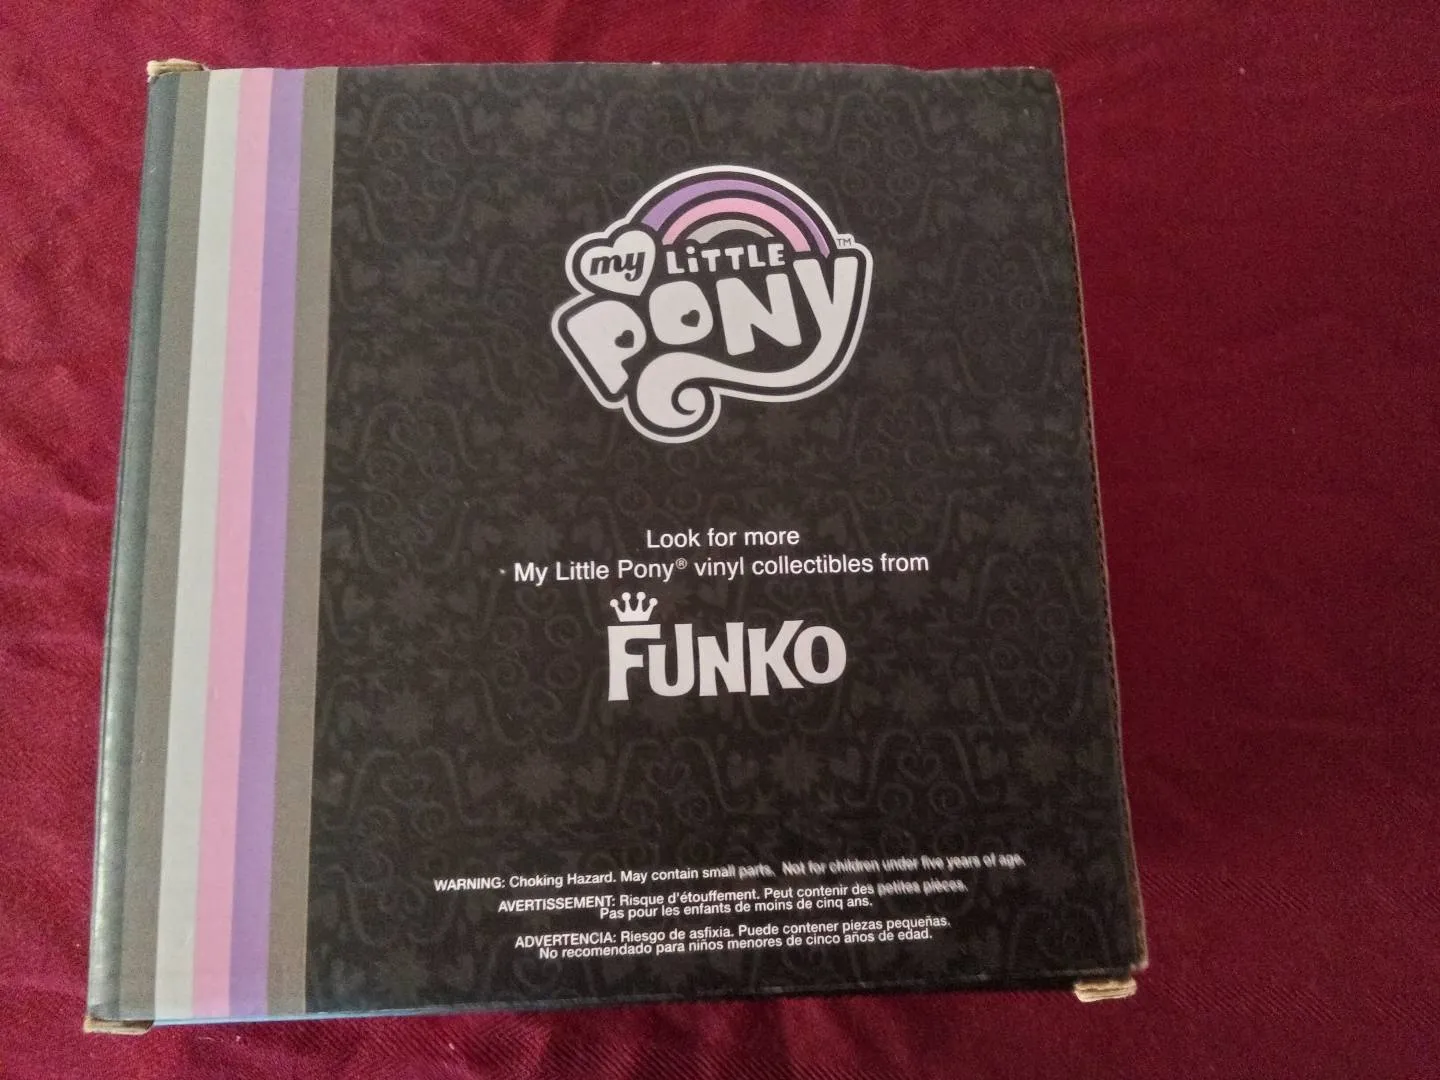 my LiTTLE
PONY
TM
Look for more
My Little Pony® vinyl collectibles from
FUNKO
WARNING: Choking Hazard. May contain small parts. Not for children under five years of age.
AVERTISSEMENT: Risque d'étouffement. Peut contenir des petites pièces.
Pas pour les enfants de moins de cinq ans.
ADVERTENCIA: Riesgo de asfixia. Puede contener piezas pequeñas.
No recomendado para niños menores de cinco años de edad.